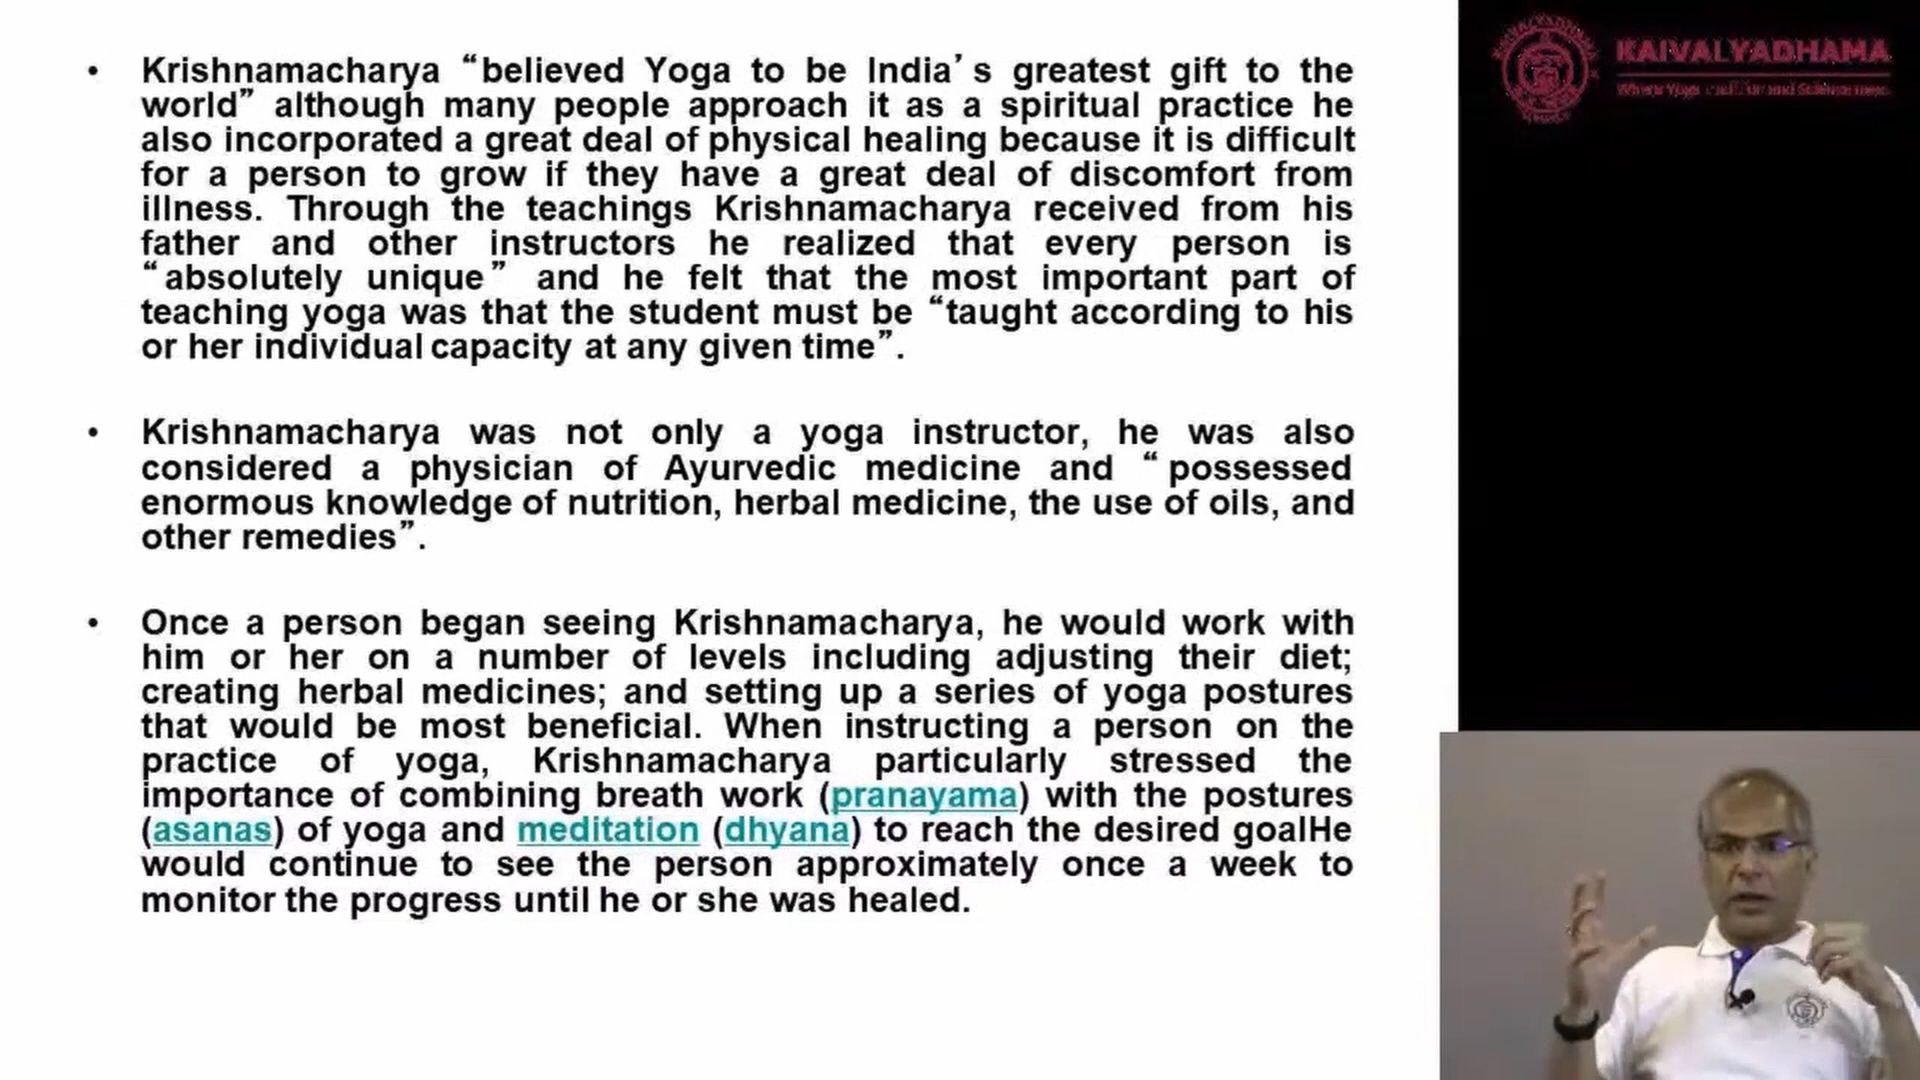 • Krishnamacharya “believed Yoga to be India’s greatest gift to the
world” although many people approach it as a spiritual practice he
also incorporated a great deal of physical healing because it is difficult
for a person to grow if they have a great deal of discomfort from
illness. Through the teachings Krishnamacharya received from his
father and other instructors he realized that every person is
“absolutely unique” and he felt that the most important part of
teaching yoga was that the student must be “taught according to his
or her individual capacity at any given time”.
• Krishnamacharya was not only a yoga instructor, he was also
considered a physician of Ayurvedic medicine and “possessed
enormous knowledge of nutrition, herbal medicine, the use of oils, and
other remedies”.
• Once a person began seeing Krishnamacharya, he would work with
him or her on a number of levels including adjusting their diet;
creating herbal medicines; and setting up a series of yoga postures
that would be most beneficial. When instructing a person on the
practice of yoga, Krishnamacharya particularly stressed the
importance of combining breath work (pranayama) with the postures
(asanas) of yoga and meditation (dhyana) to reach the desired goalHe
would continue to see the person approximately once a week to
monitor the progress until he or she was healed.
KAIVALYADHAMA
Where Yoga and Science